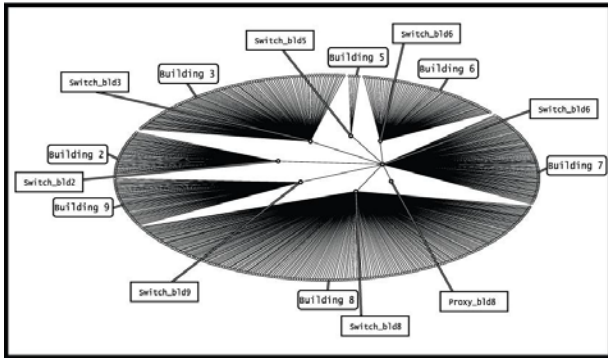 Switch_bld5
Switch_bld6
Building 5
Building 3
Building 6
Switch_bld3
Switch_bld6
Building 2
Building 7
Switch_bld2
Building 9
Switch_bld9
Building 8
Proxy_bld8
Switch_bld8